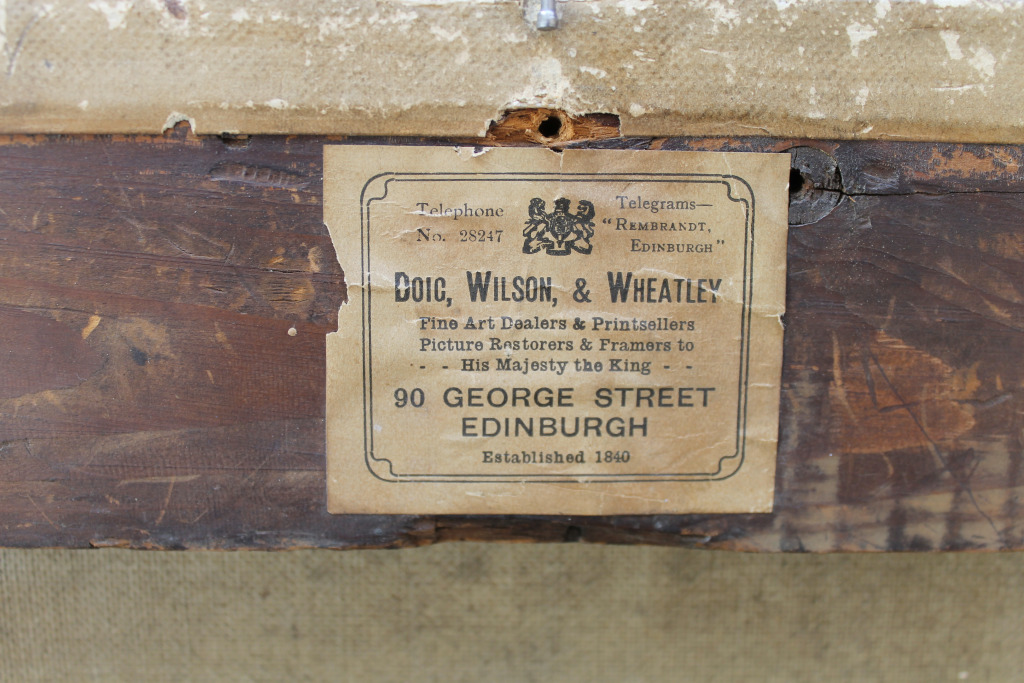 Telephone
No. 28247
Telegrams—
"Rembrandt,
Edinburgh"
Doig, Wilson, & Wheatley
Fine Art Dealers & Printsellers
Picture Restorers & Framers to
- - His Majesty the King - -
90 GEORGE STREET
EDINBURGH
Established 1840